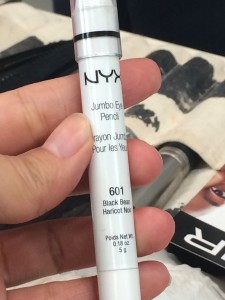 NYX
Jumbo Eye
Pencil
Crayon Jumbo
Pour les Yeux
601
Black Bean
Haricot Noir
Poids Net Wt
0.18 oz
5 g
UR